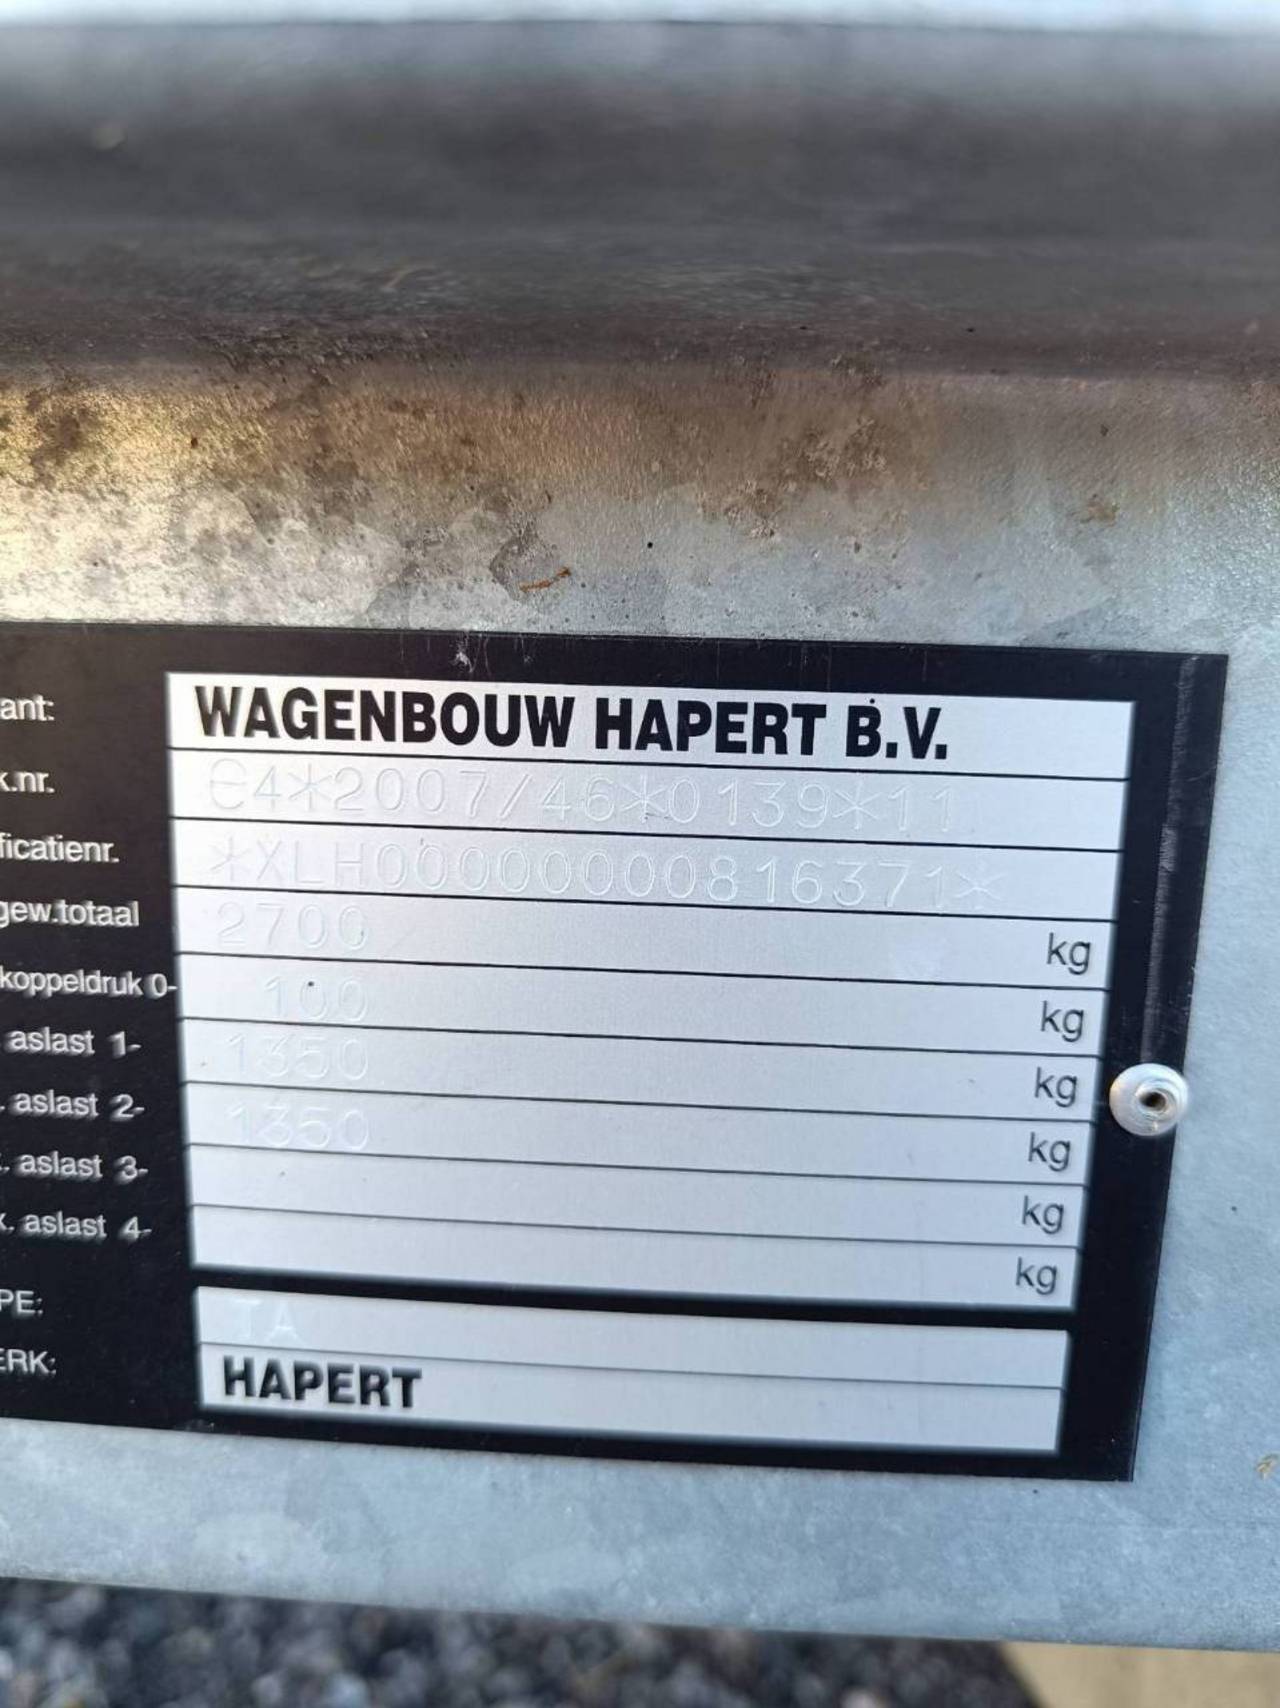 ant: WAGENBOUW HAPERT B.V.
k.nr. e4*2007/46*0139*11
ficatienr. *XLH00000000816371*
gew.totaal 2700 kg
koppeldruk 0- 100 kg
. aslast 1- 1350 kg
. aslast 2- 1350 kg
. aslast 3- kg
k. aslast 4- kg
PE: TA
ERK: HAPERT